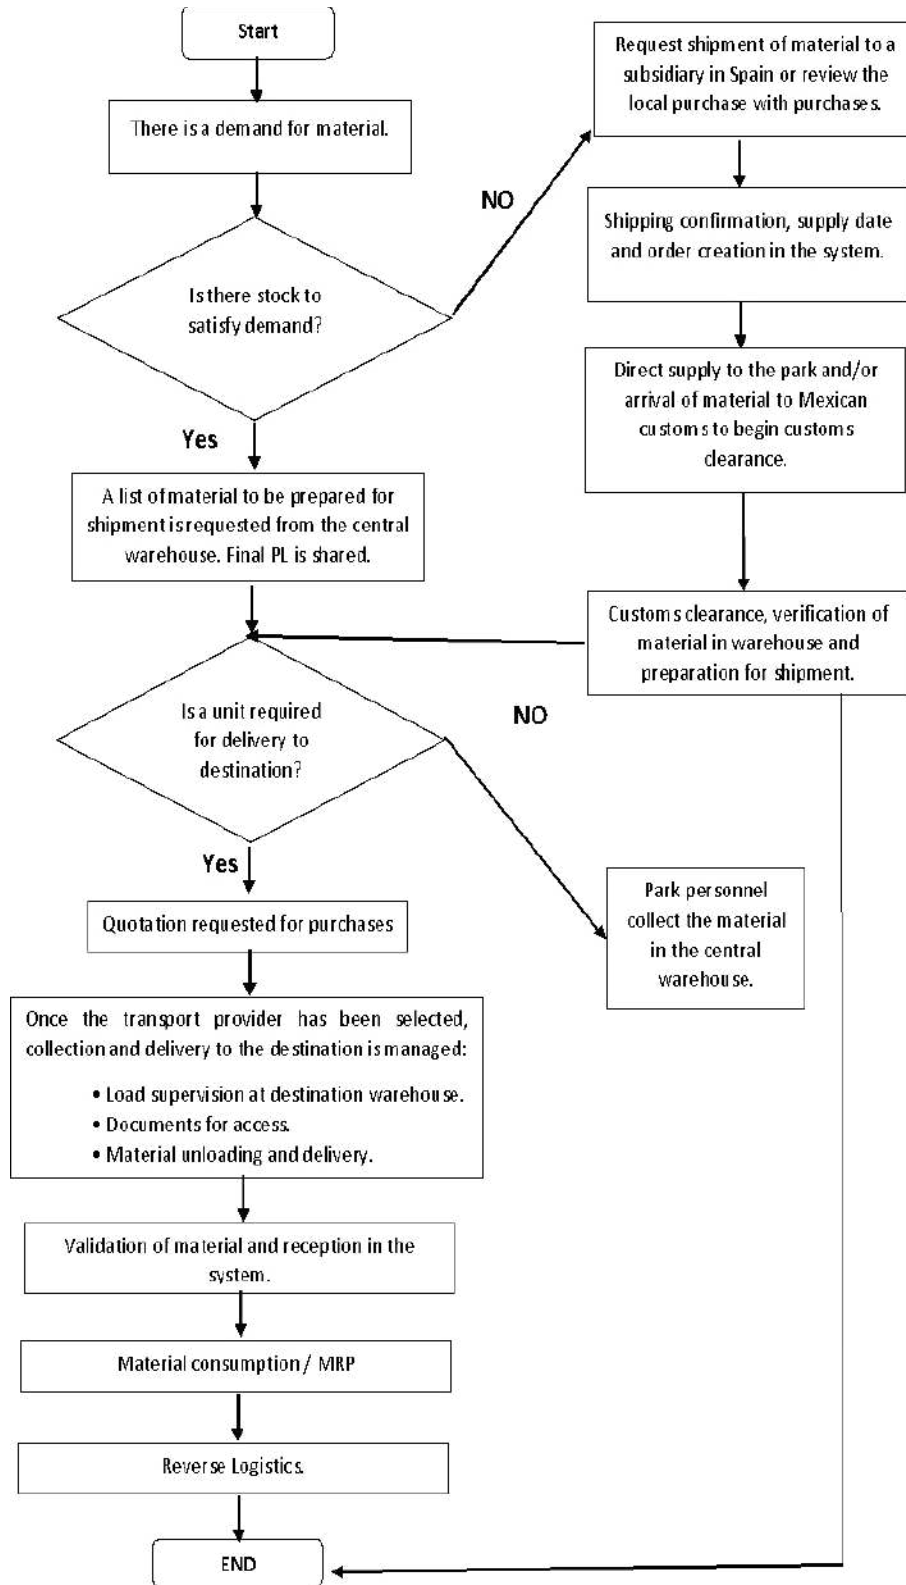 Start
There is a demand for material.
Is there stock to
satisfy demand?
NO
Request shipment of material to a
subsidiary in Spain or review the
local purchase with purchases.
Shipping confirmation, supply date
and order creation in the system.
Direct supply to the park and/or
arrival of material to Mexican
customs to begin customs
clearance.
Customs clearance, verification of
material in warehouse and
preparation for shipment.
Yes
A list of material to be prepared for
shipment is requested from the central
warehouse. Final PL is shared.
Is a unit required
for delivery to
destination?
NO
Park personnel
collect the material
in the central
warehouse.
Yes
Quotation requested for purchases
Once the transport provider has been selected,
collection and delivery to the destination is managed:
• Load supervision at destination warehouse.
• Documents for access.
• Material unloading and delivery.
Validation of material and reception in the
system.
Material consumption / MRP
Reverse Logistics.
END